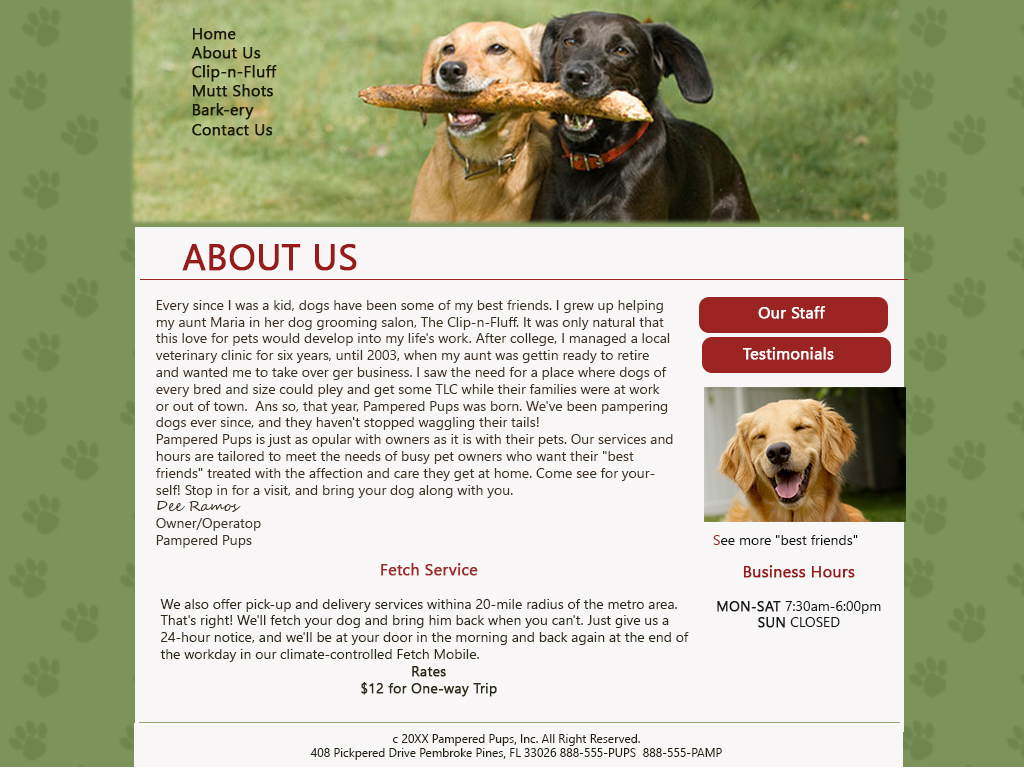 Home
About Us
Clip-n-Fluff
Mutt Shots
Bark-ery
Contact Us
ABOUT US
Every since I was a kid, dogs have been some of my best friends. I grew up helping
my aunt Maria in her dog grooming salon, The Clip-n-Fluff. It was only natural that
this love for pets would develop into my life's work. After college, I managed a local
veterinary clinic for six years, until 2003, when my aunt was gettin ready to retire
and wanted me to take over ger business. I saw the need for a place where dogs of
every bred and size could pley and get some TLC while their families were at work
or out of town.  Ans so, that year, Pampered Pups was born. We've been pampering
dogs ever since, and they haven't stopped waggling their tails!
Pampered Pups is just as opular with owners as it is with their pets. Our services and
hours are tailored to meet the needs of busy pet owners who want their "best
friends" treated with the affection and care they get at home. Come see for your-
self! Stop in for a visit, and bring your dog along with you.
Dee Ramos
Owner/Operatop
Pampered Pups
Fetch Service
We also offer pick-up and delivery services withina 20-mile radius of the metro area.
That's right! We'll fetch your dog and bring him back when you can't. Just give us a
24-hour notice, and we'll be at your door in the morning and back again at the end of
the workday in our climate-controlled Fetch Mobile.
Rates
$12 for One-way Trip
Our Staff
Testimonials
See more "best friends"
Business Hours
MON-SAT 7:30am-6:00pm
SUN CLOSED
c 20XX Pampered Pups, Inc. All Right Reserved.
408 Pickpered Drive Pembroke Pines, FL 33026 888-555-PUPS  888-555-PAMP